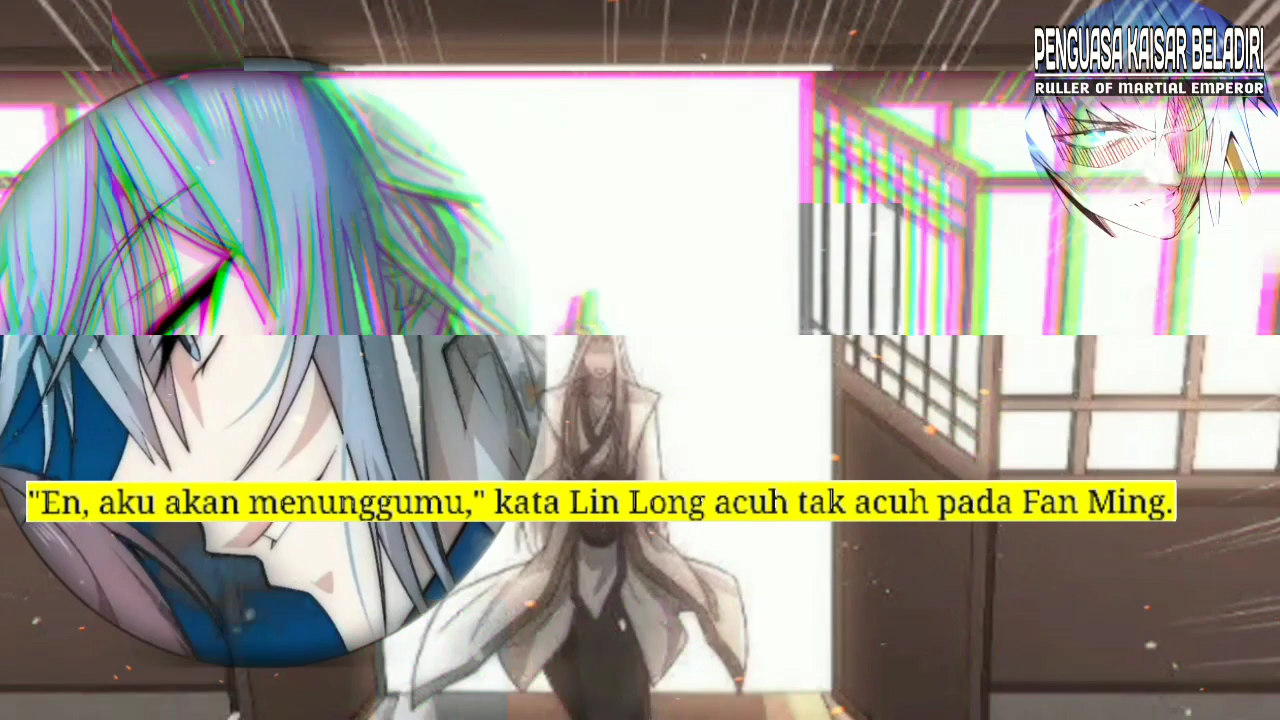 PENGUASA KAISAR BELADIRI
RULLER OF MARTIAL EMPEROR
"En, aku akan menunggumu," kata Lin Long acuh tak acuh pada Fan Ming.